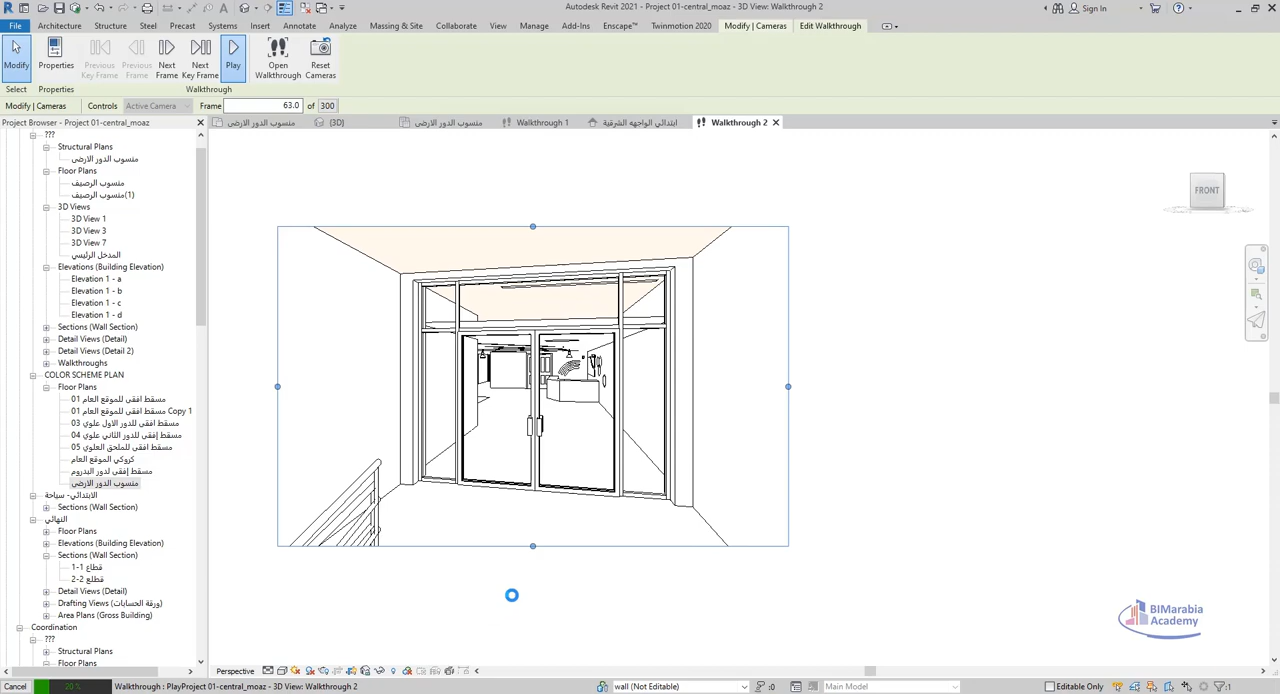 Autodesk Revit 2021 - Project 01-central_moaz - 3D View: Walkthrough 2
Sign In
File Architecture Structure Steel Precast Systems Insert Annotate Analyze Massing & Site Collaborate View Manage Add-Ins Enscape™ Twinmotion 2020 Modify | Cameras Edit Walkthrough
Modify Properties Previous Key Frame Previous Frame Next Frame Next Key Frame Play Open Walkthrough Reset Cameras
Select Properties Walkthrough
Modify | Cameras Controls Active Camera Frame 63.0 of 300
Project Browser - Project 01-central_moaz
منسوب الدور الارضى {3D} منسوب الدور الارضى Walkthrough 1 ابتدائي الواجهه الشرقية Walkthrough 2
???
Structural Plans
منسوب الدور الارضى
Floor Plans
منسوب الرصيف
منسوب الرصيف(1)
3D Views
3D View 1
3D View 3
3D View 7
المدخل الرئيسي
Elevations (Building Elevation)
Elevation 1 - a
Elevation 1 - b
Elevation 1 - c
Elevation 1 - d
Sections (Wall Section)
Detail Views (Detail)
Detail Views (Detail 2)
Walkthroughs
COLOR SCHEME PLAN
Floor Plans
مسقط افقى للموقع العام 01
مسقط افقى للموقع العام 01 Copy 1
مسقط افقى للدور الاول علوي 03
مسقط إفقى للدور الثاني علوي 04
مسقط افقى للملحق العلوي 05
كروكي الموقع العام
مسقط إفقى لدور البدروم
منسوب الدور الارضى
الابتدائي- سياحة
Sections (Wall Section)
النهائي
Floor Plans
Elevations (Building Elevation)
Sections (Wall Section)
قطاع 1-1
قطلع 2-2
Detail Views (Detail)
Drafting Views (ورقة الحسابات)
Area Plans (Gross Building)
Coordination
???
Structural Plans
Floor Plans
FRONT
BIMarabia
Academy
Perspective
Cancel 20 % Walkthrough : PlayProject 01-central_moaz - 3D View: Walkthrough 2 wall (Not Editable) :0 Main Model Editable Only :1